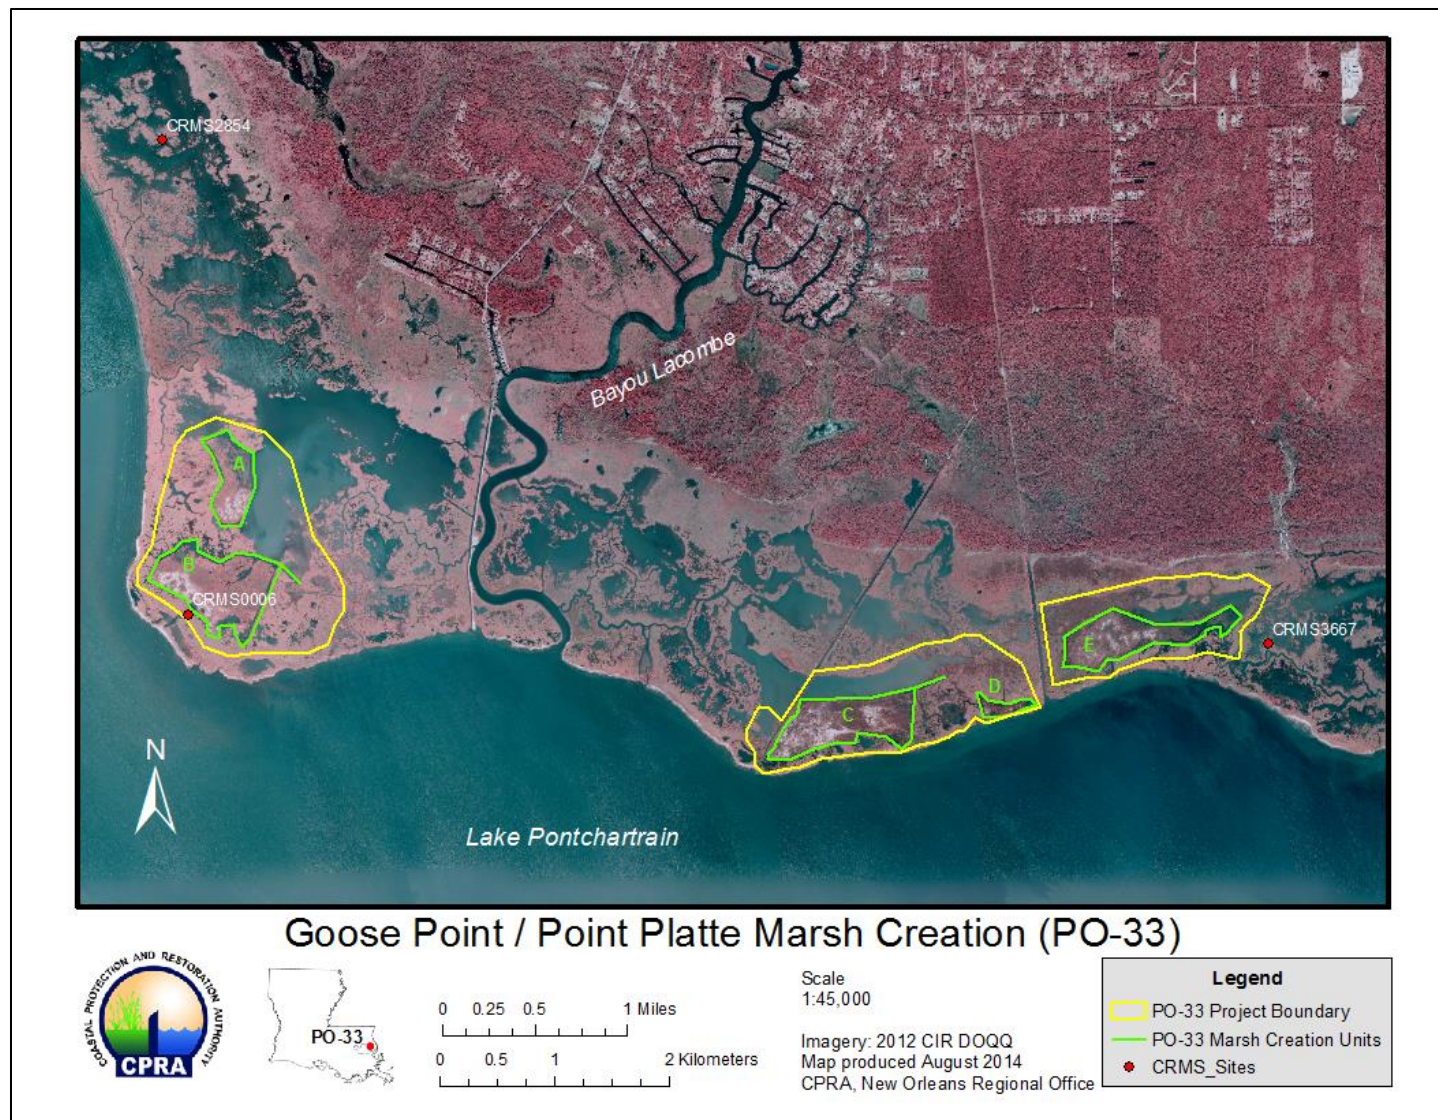 CRMS2854
Bayou Lacombe
A
B
CRMS0006
CRMS3667
E
D
C
N
Lake Pontchartrain
Goose Point / Point Platte Marsh Creation (PO-33)
COASTAL PROTECTION AND RESTORATION AUTHORITY
CPRA
PO-33
0 0.25 0.5 1 Miles
0 0.5 1 2 Kilometers
Scale
1:45,000
Imagery: 2012 CIR DOQQ
Map produced August 2014
CPRA, New Orleans Regional Office
Legend
PO-33 Project Boundary
PO-33 Marsh Creation Units
CRMS_Sites